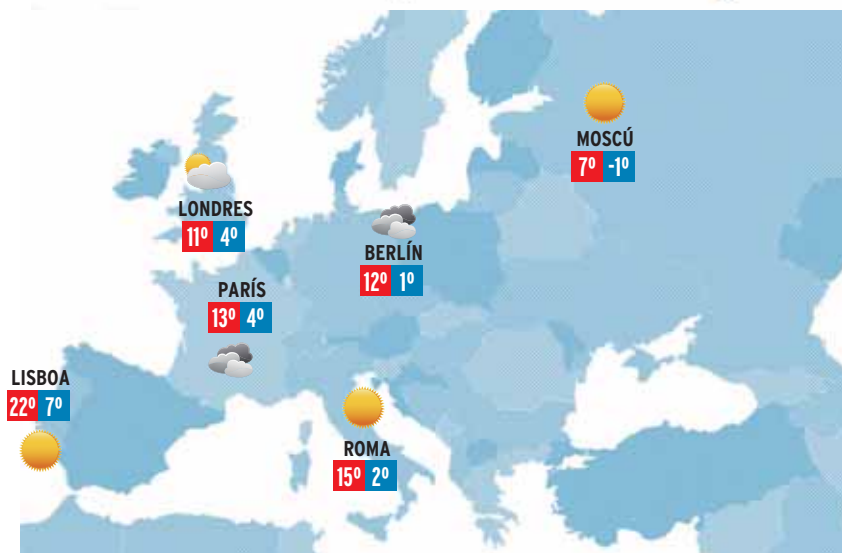 MOSCÚ
7º -1º
LONDRES
11º 4º
BERLÍN
12º 1º
PARÍS
13º 4º
LISBOA
22º 7º
ROMA
15º 2º